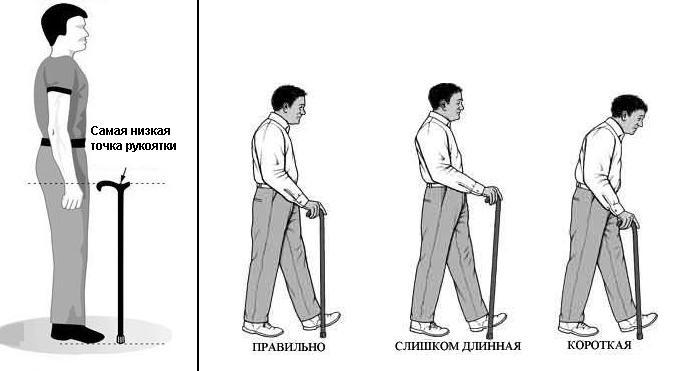 Самая низкая
точка рукоятки
ПРАВИЛЬНО
СЛИШКОМ ДЛИННАЯ
КОРОТКАЯ